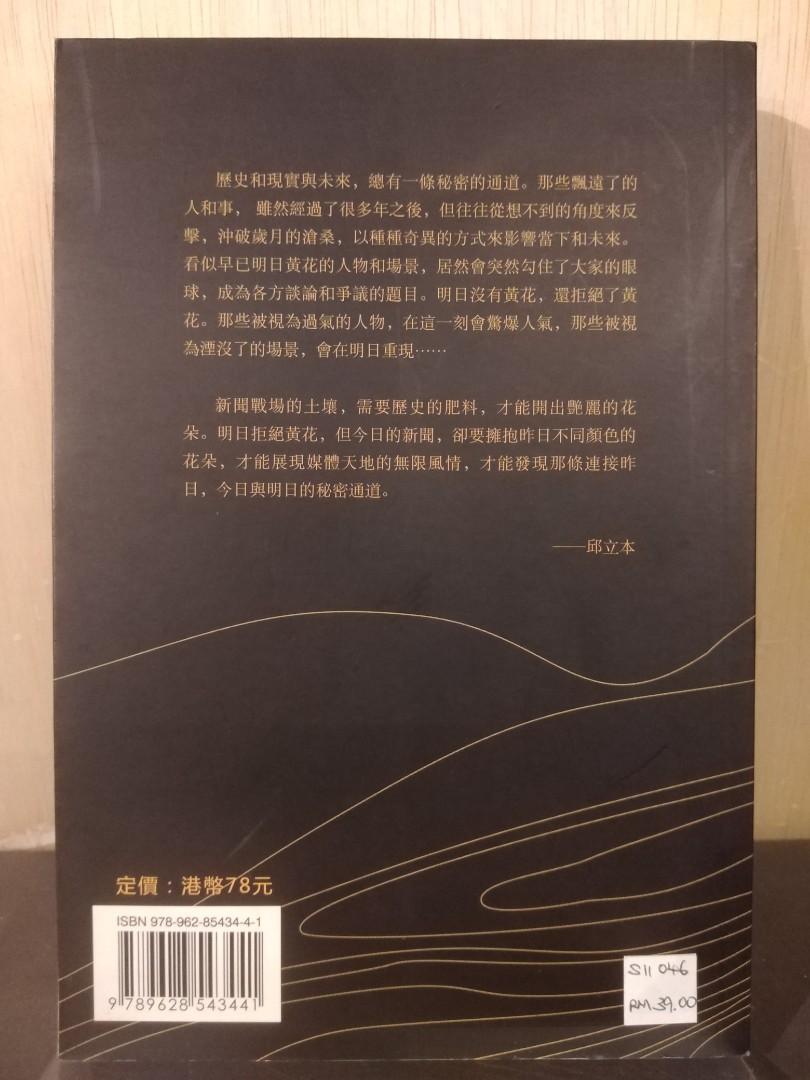 歷史和現實與未來，總有一條秘密的通道。那些飄遠了的
人和事， 雖然經過了很多年之後，但往往從想不到的角度來反
擊，沖破歲月的滄桑，以種種奇異的方式來影響當下和未來。
看似早已明日黃花的人物和場景，居然會突然勾住了大家的眼
球，成為各方談論和爭議的題目。明日沒有黃花，還拒絕了黃
花。那些被視為過氣的人物，在這一刻會驚爆人氣，那些被視
為湮沒了的場景，會在明日重現……
新聞戰場的土壤，需要歷史的肥料，才能開出艷麗的花
朵。明日拒絕黃花，但今日的新聞，卻要擁抱昨日不同顏色的
花朵，才能展現媒體天地的無限風情，才能發現那條連接昨
日，今日與明日的秘密通道。
——邱立本
定價：港幣78元
ISBN 978-962-85434-4-1
9 789628 543441
S11 046
RM 39.00